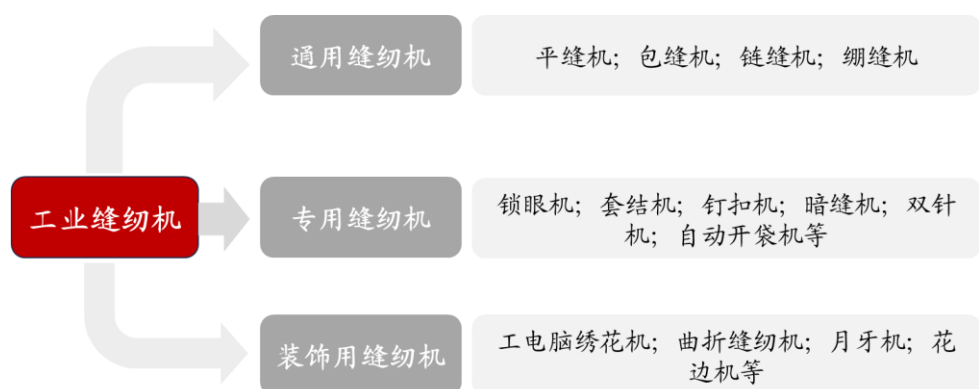 通用缝纫机
平缝机；包缝机；链缝机；绷缝机
工业缝纫机
专用缝纫机
锁眼机；套结机；钉扣机；暗缝机；双针
机；自动开袋机等
装饰用缝纫机
工电脑绣花机；曲折缝纫机；月牙机；花
边机等